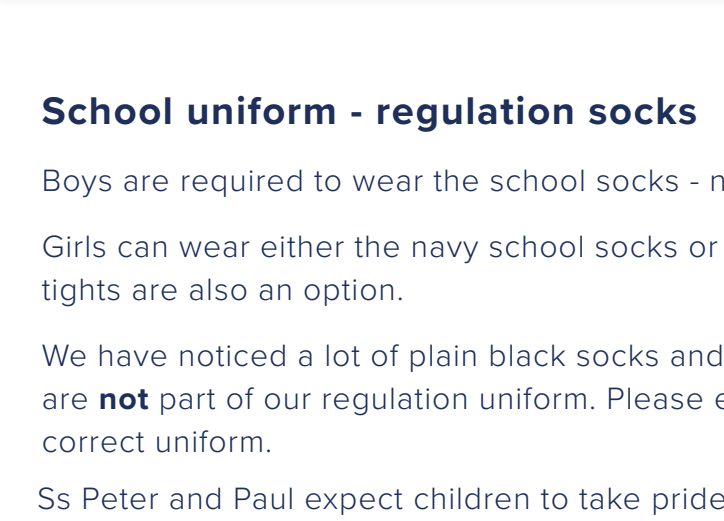 School uniform - regulation socks
Boys are required to wear the school socks -
Girls can wear either the navy school socks or
tights are also an option.
We have noticed a lot of plain black socks and
are not part of our regulation uniform. Please
correct uniform.
Ss Peter and Paul expect children to take pride